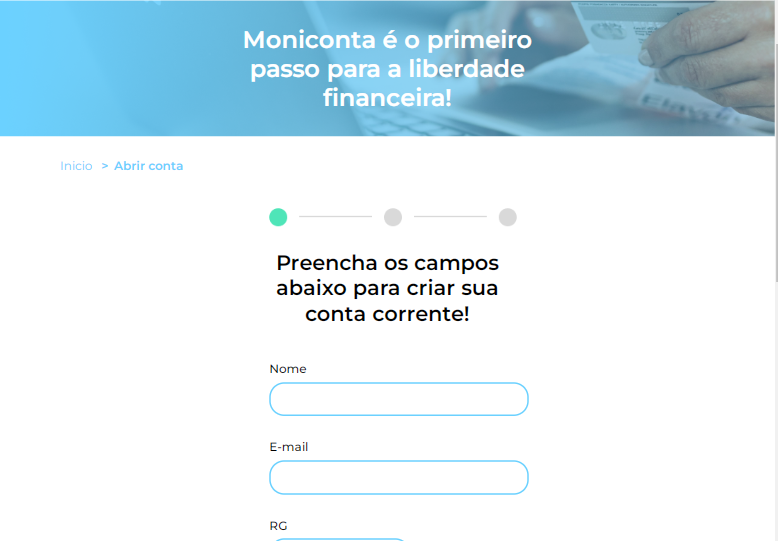 Moniconta é o primeiro
passo para a liberdade
financeira!
Início > Abrir conta
Preencha os campos
abaixo para criar sua
conta corrente!
Nome
E-mail
RG